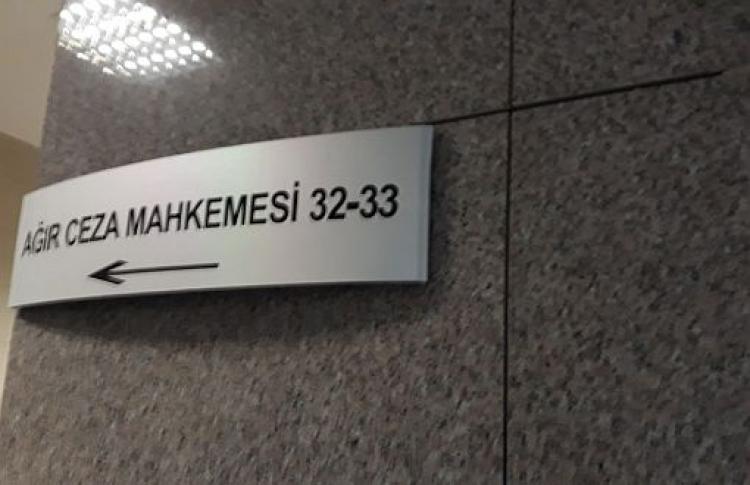 AĞIR CEZA MAHKEMESİ 32-33